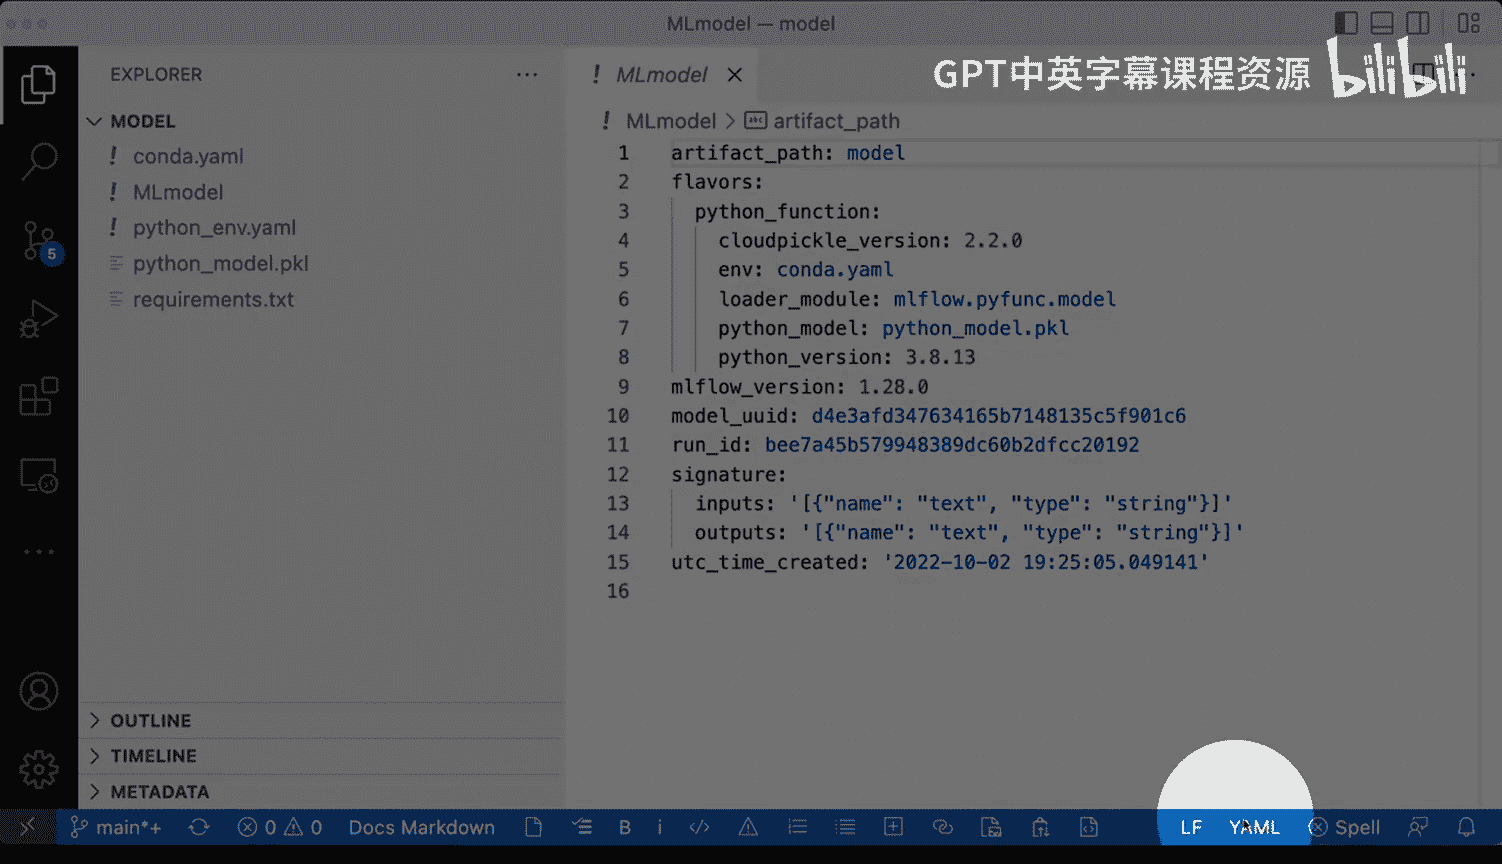 MLmodel — model
GPT中英字幕课程资源 bilibili
EXPLORER
MLmodel
MODEL
conda.yaml
MLmodel
python_env.yaml
python_model.pkl
requirements.txt
OUTLINE
TIMELINE
METADATA
MLmodel > artifact_path
1 artifact_path: model
2 flavors:
3 python_function:
4 cloudpickle_version: 2.2.0
5 env: conda.yaml
6 loader_module: mlflow.pyfunc.model
7 python_model: python_model.pkl
8 python_version: 3.8.13
9 mlflow_version: 1.28.0
10 model_uuid: d4e3afd347634165b7148135c5f901c6
11 run_id: bee7a45b579948389dc60b2dfcc20192
12 signature:
13 inputs: '[{"name": "text", "type": "string"}]'
14 outputs: '[{"name": "text", "type": "string"}]'
15 utc_time_created: '2022-10-02 19:25:05.049141'
16
5
main*+ 0 0 Docs Markdown B i LF YAML Spell